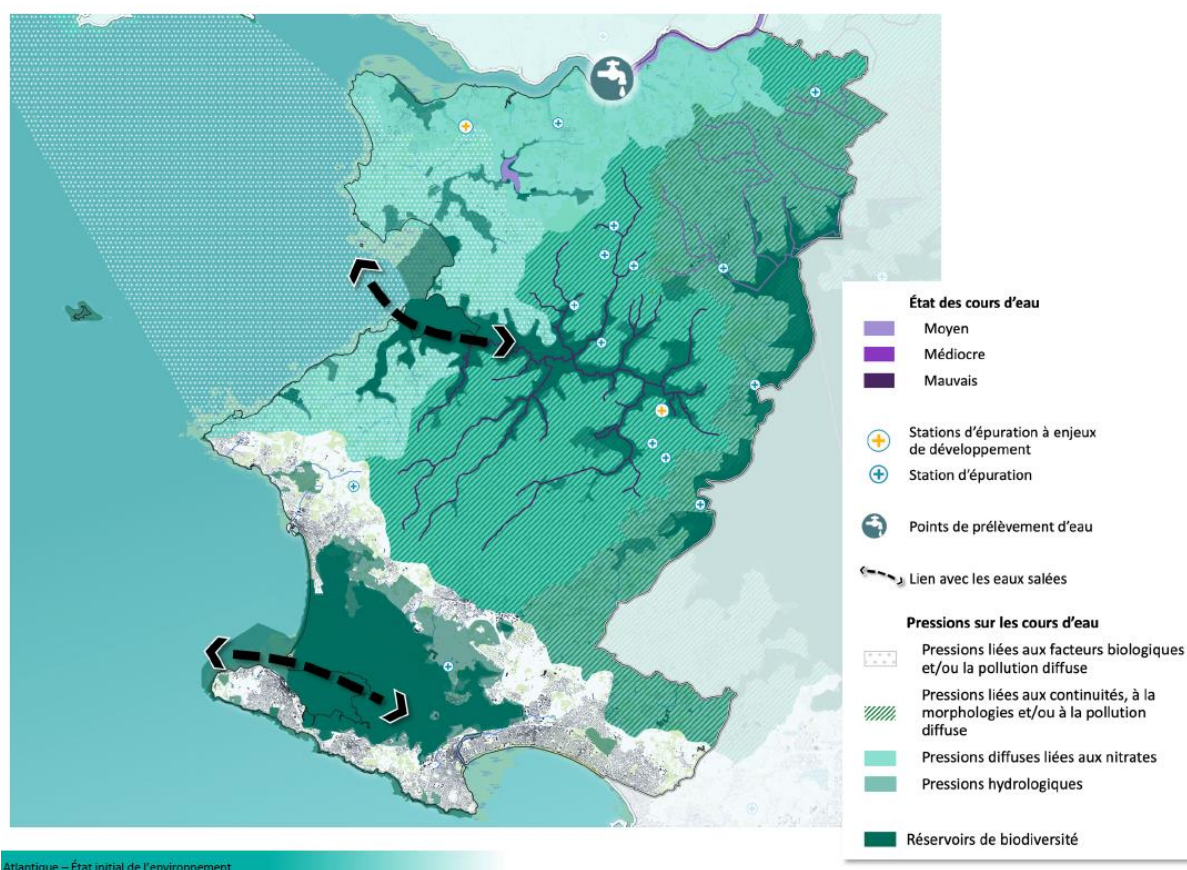 État des cours d'eau
Moyen
Médiocre
Mauvais
Stations d'épuration à enjeux
de développement
Station d'épuration
Points de prélèvement d'eau
Lien avec les eaux salées
Pressions sur les cours d'eau
Pressions liées aux facteurs biologiques
et/ou la pollution diffuse
Pressions liées aux continuités, à la
morphologies et/ou à la pollution
diffuse
Pressions diffuses liées aux nitrates
Pressions hydrologiques
Réservoirs de biodiversité
Atlantique – État initial de l'environnement